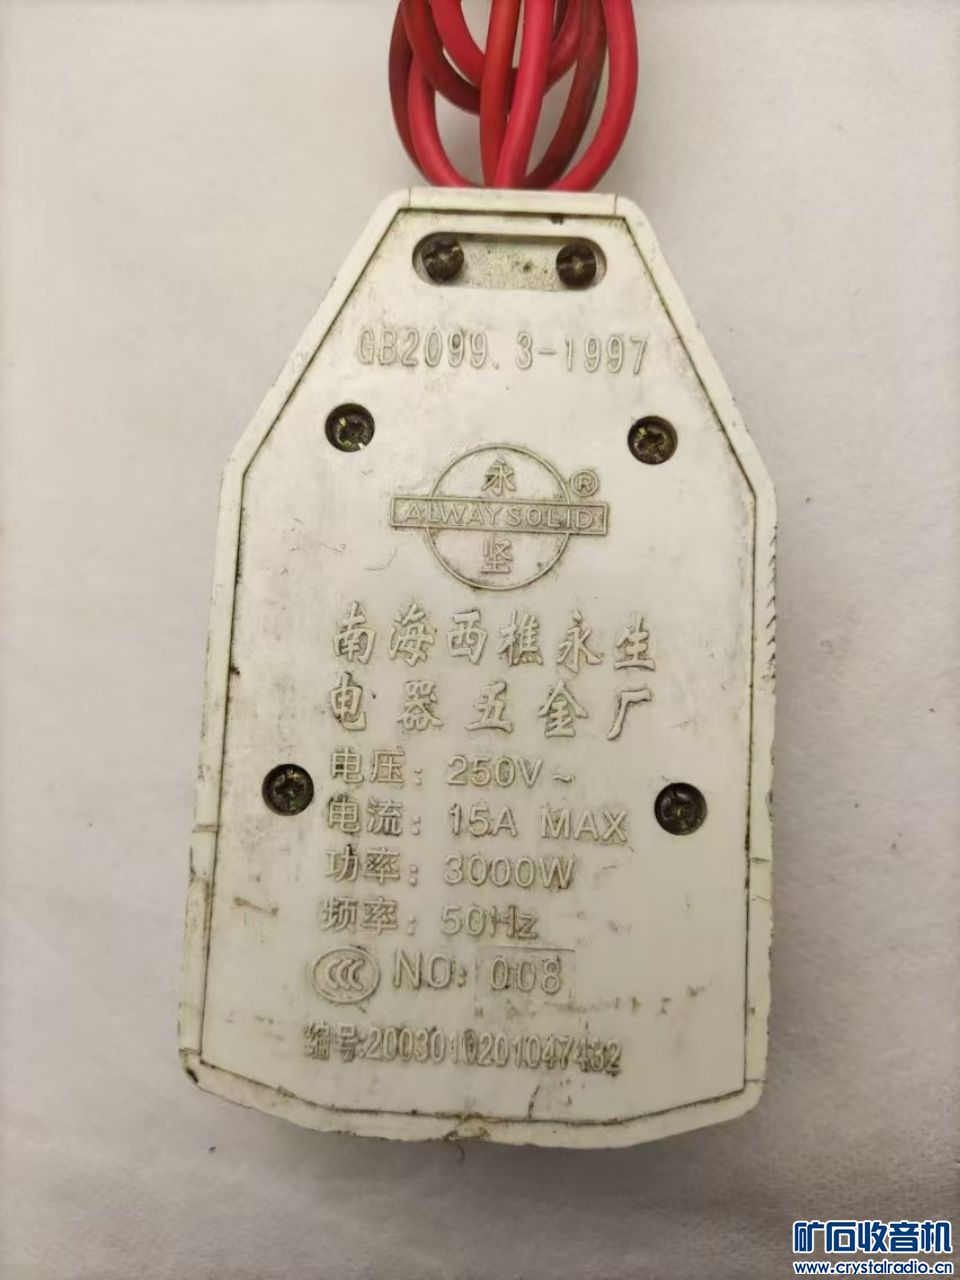 GB2099.3-1997
永
®
ALWAYSOLID
坚
南海西樵永生
电器五金厂
电压: 250V~
电流: 15A MAX
功率: 3000W
频率: 50Hz
CCC NO: 008
编号:2003010201047432
矿石收音机
www.crystalradio.cn